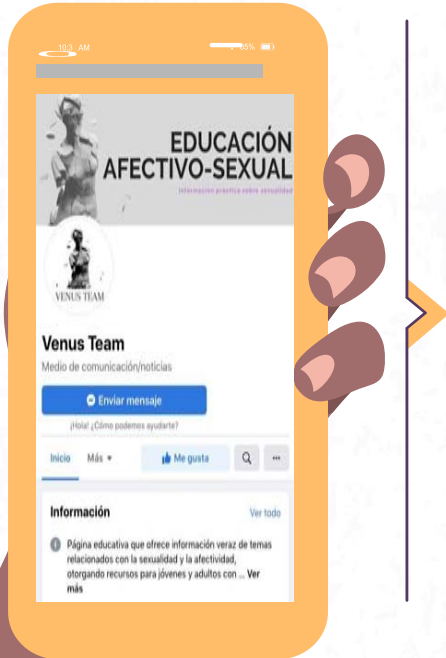 AM
EDUCACIÓN
AFECTIVO-SEXUAL
Información práctica sobre sexualidad
VENUS TEAM
Venus Team
Medio de comunicación/noticias
Enviar mensaje
¡Hola! ¿Cómo podemos ayudarte?
Inicio Más Me gusta
Información Ver todo
Página educativa que ofrece información veraz de temas
relacionados con la sexualidad y la afectividad,
otorgando recursos para jóvenes y adultos con ... Ver
más